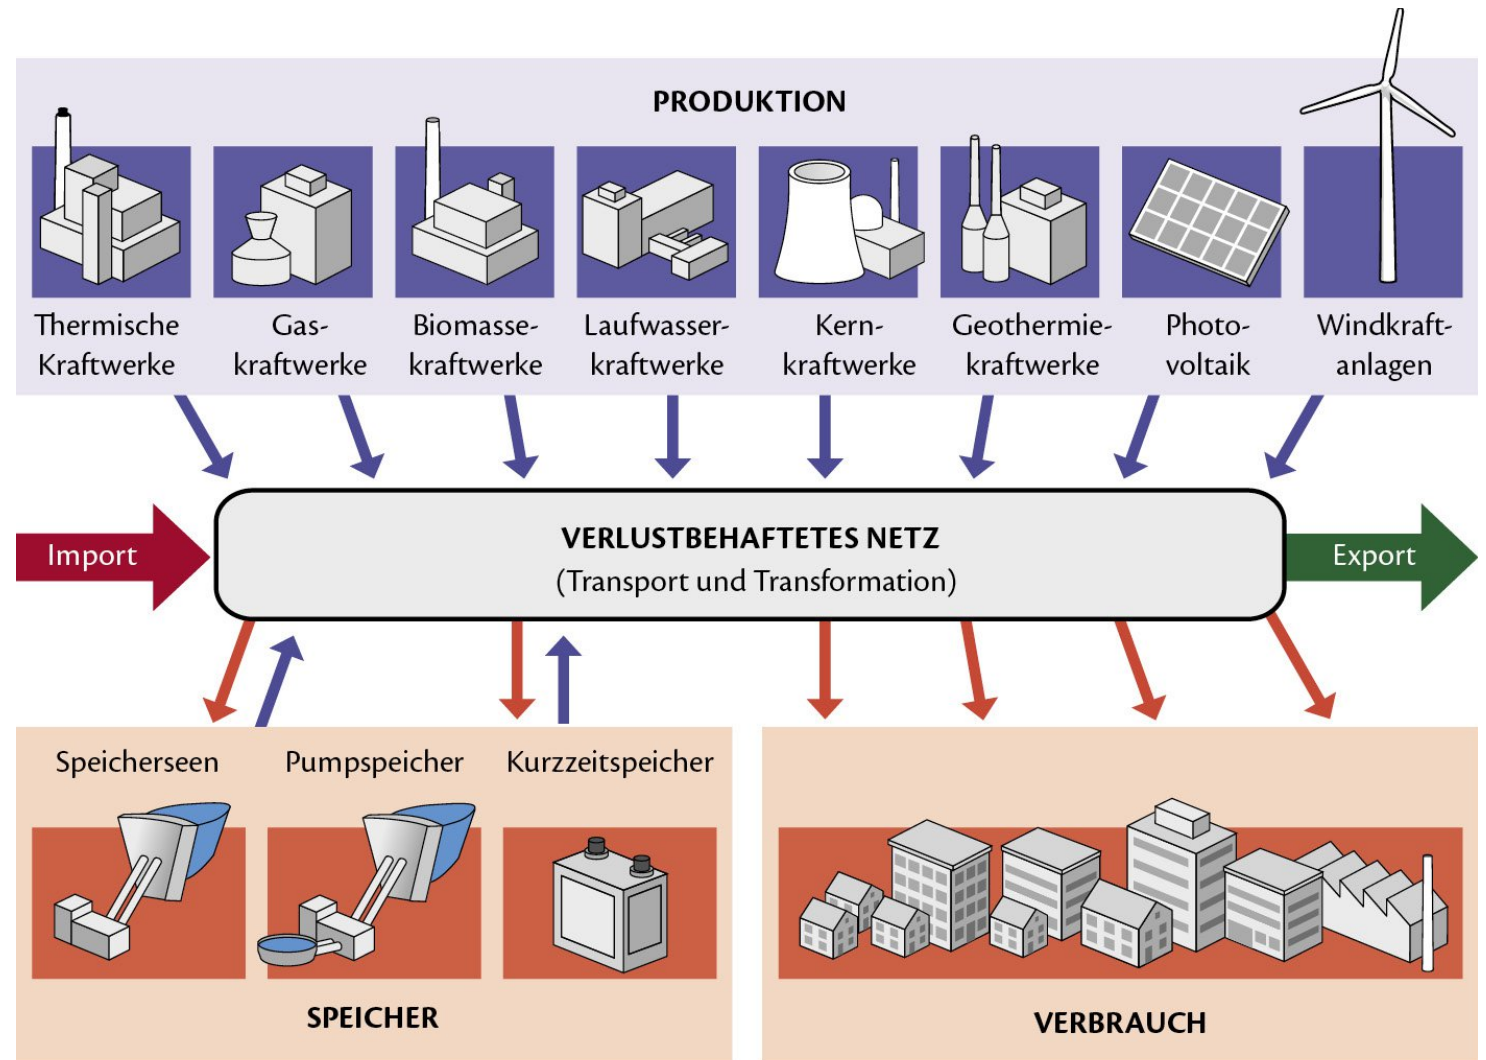 PRODUKTION
Thermische
Kraftwerke
Gas-
kraftwerke
Biomasse-
kraftwerke
Laufwasser-
kraftwerke
Kern-
kraftwerke
Geothermie-
kraftwerke
Photo-
voltaik
Windkraft-
anlagen
Import
VERLUSTBEHAFTETES NETZ
(Transport und Transformation)
Export
Speicherseen
Pumpspeicher
Kurzzeitspeicher
SPEICHER
VERBRAUCH